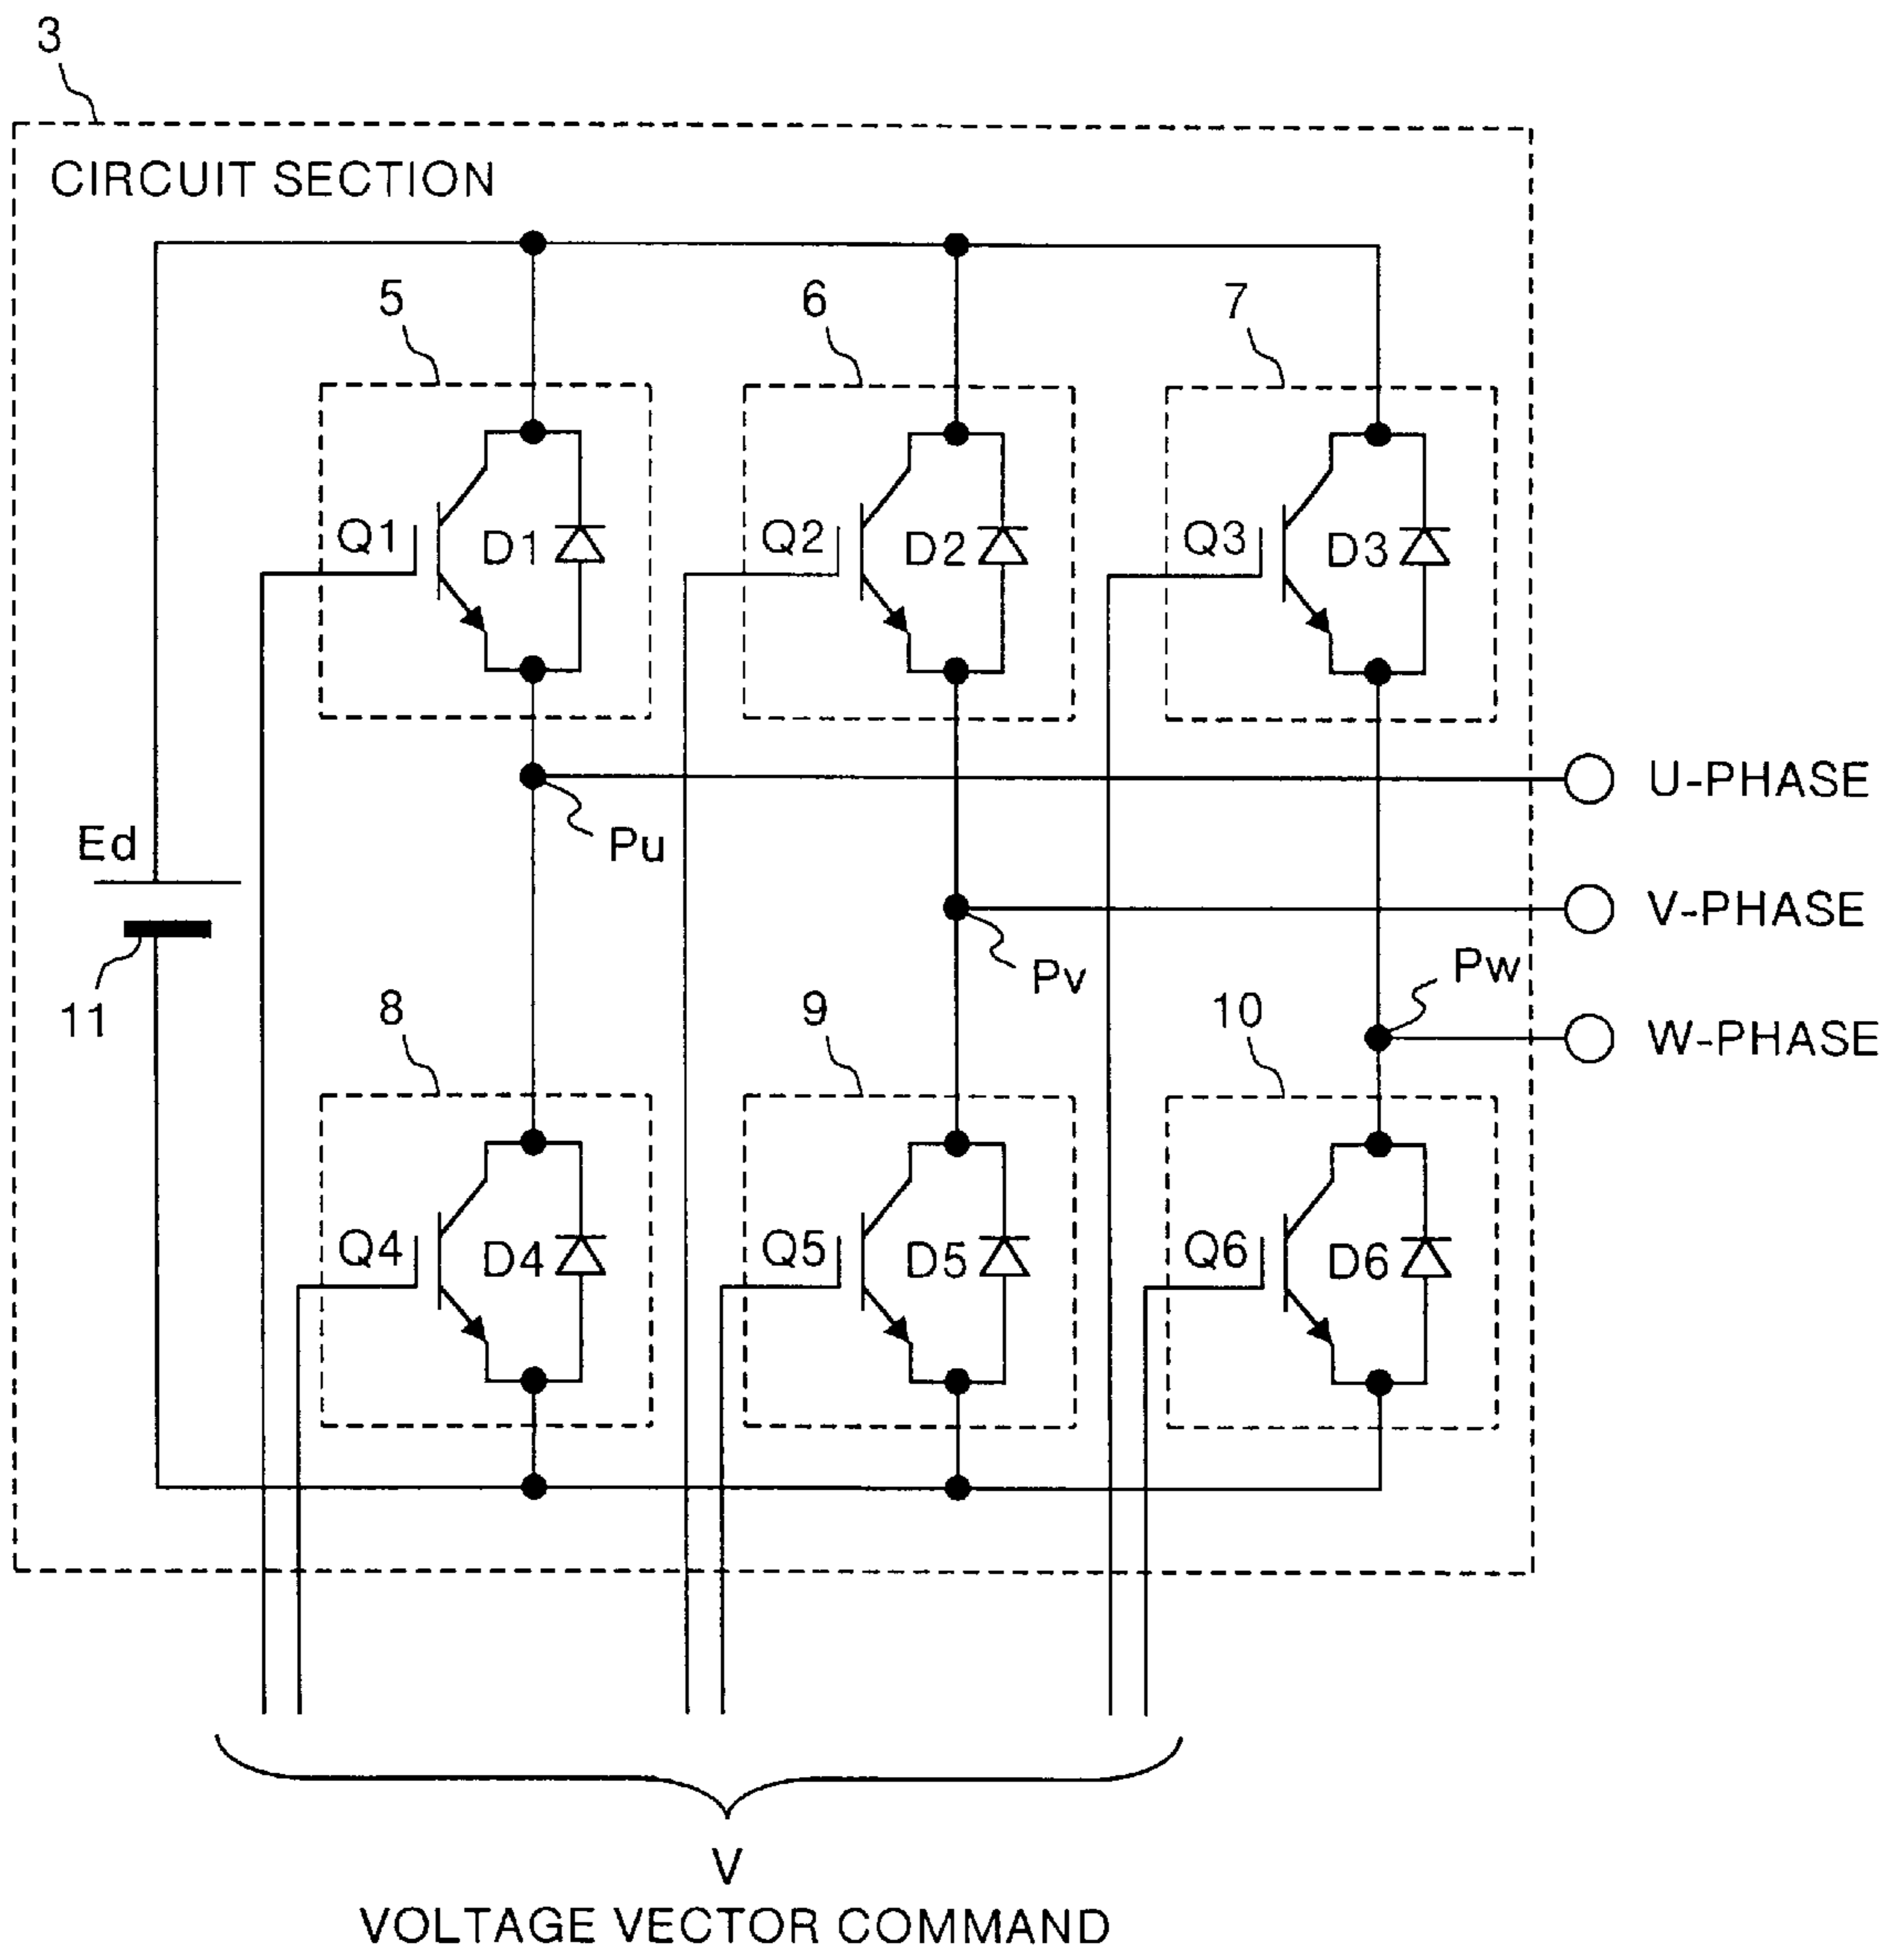 3
CIRCUIT SECTION
5
6
7
Q1
D1
Q2
D2
Q3
D3
U-PHASE
Ed
Pu
V-PHASE
Pv
Pw
11
8
9
10
W-PHASE
Q4
D4
Q5
D5
Q6
D6
V
VOLTAGE VECTOR COMMAND